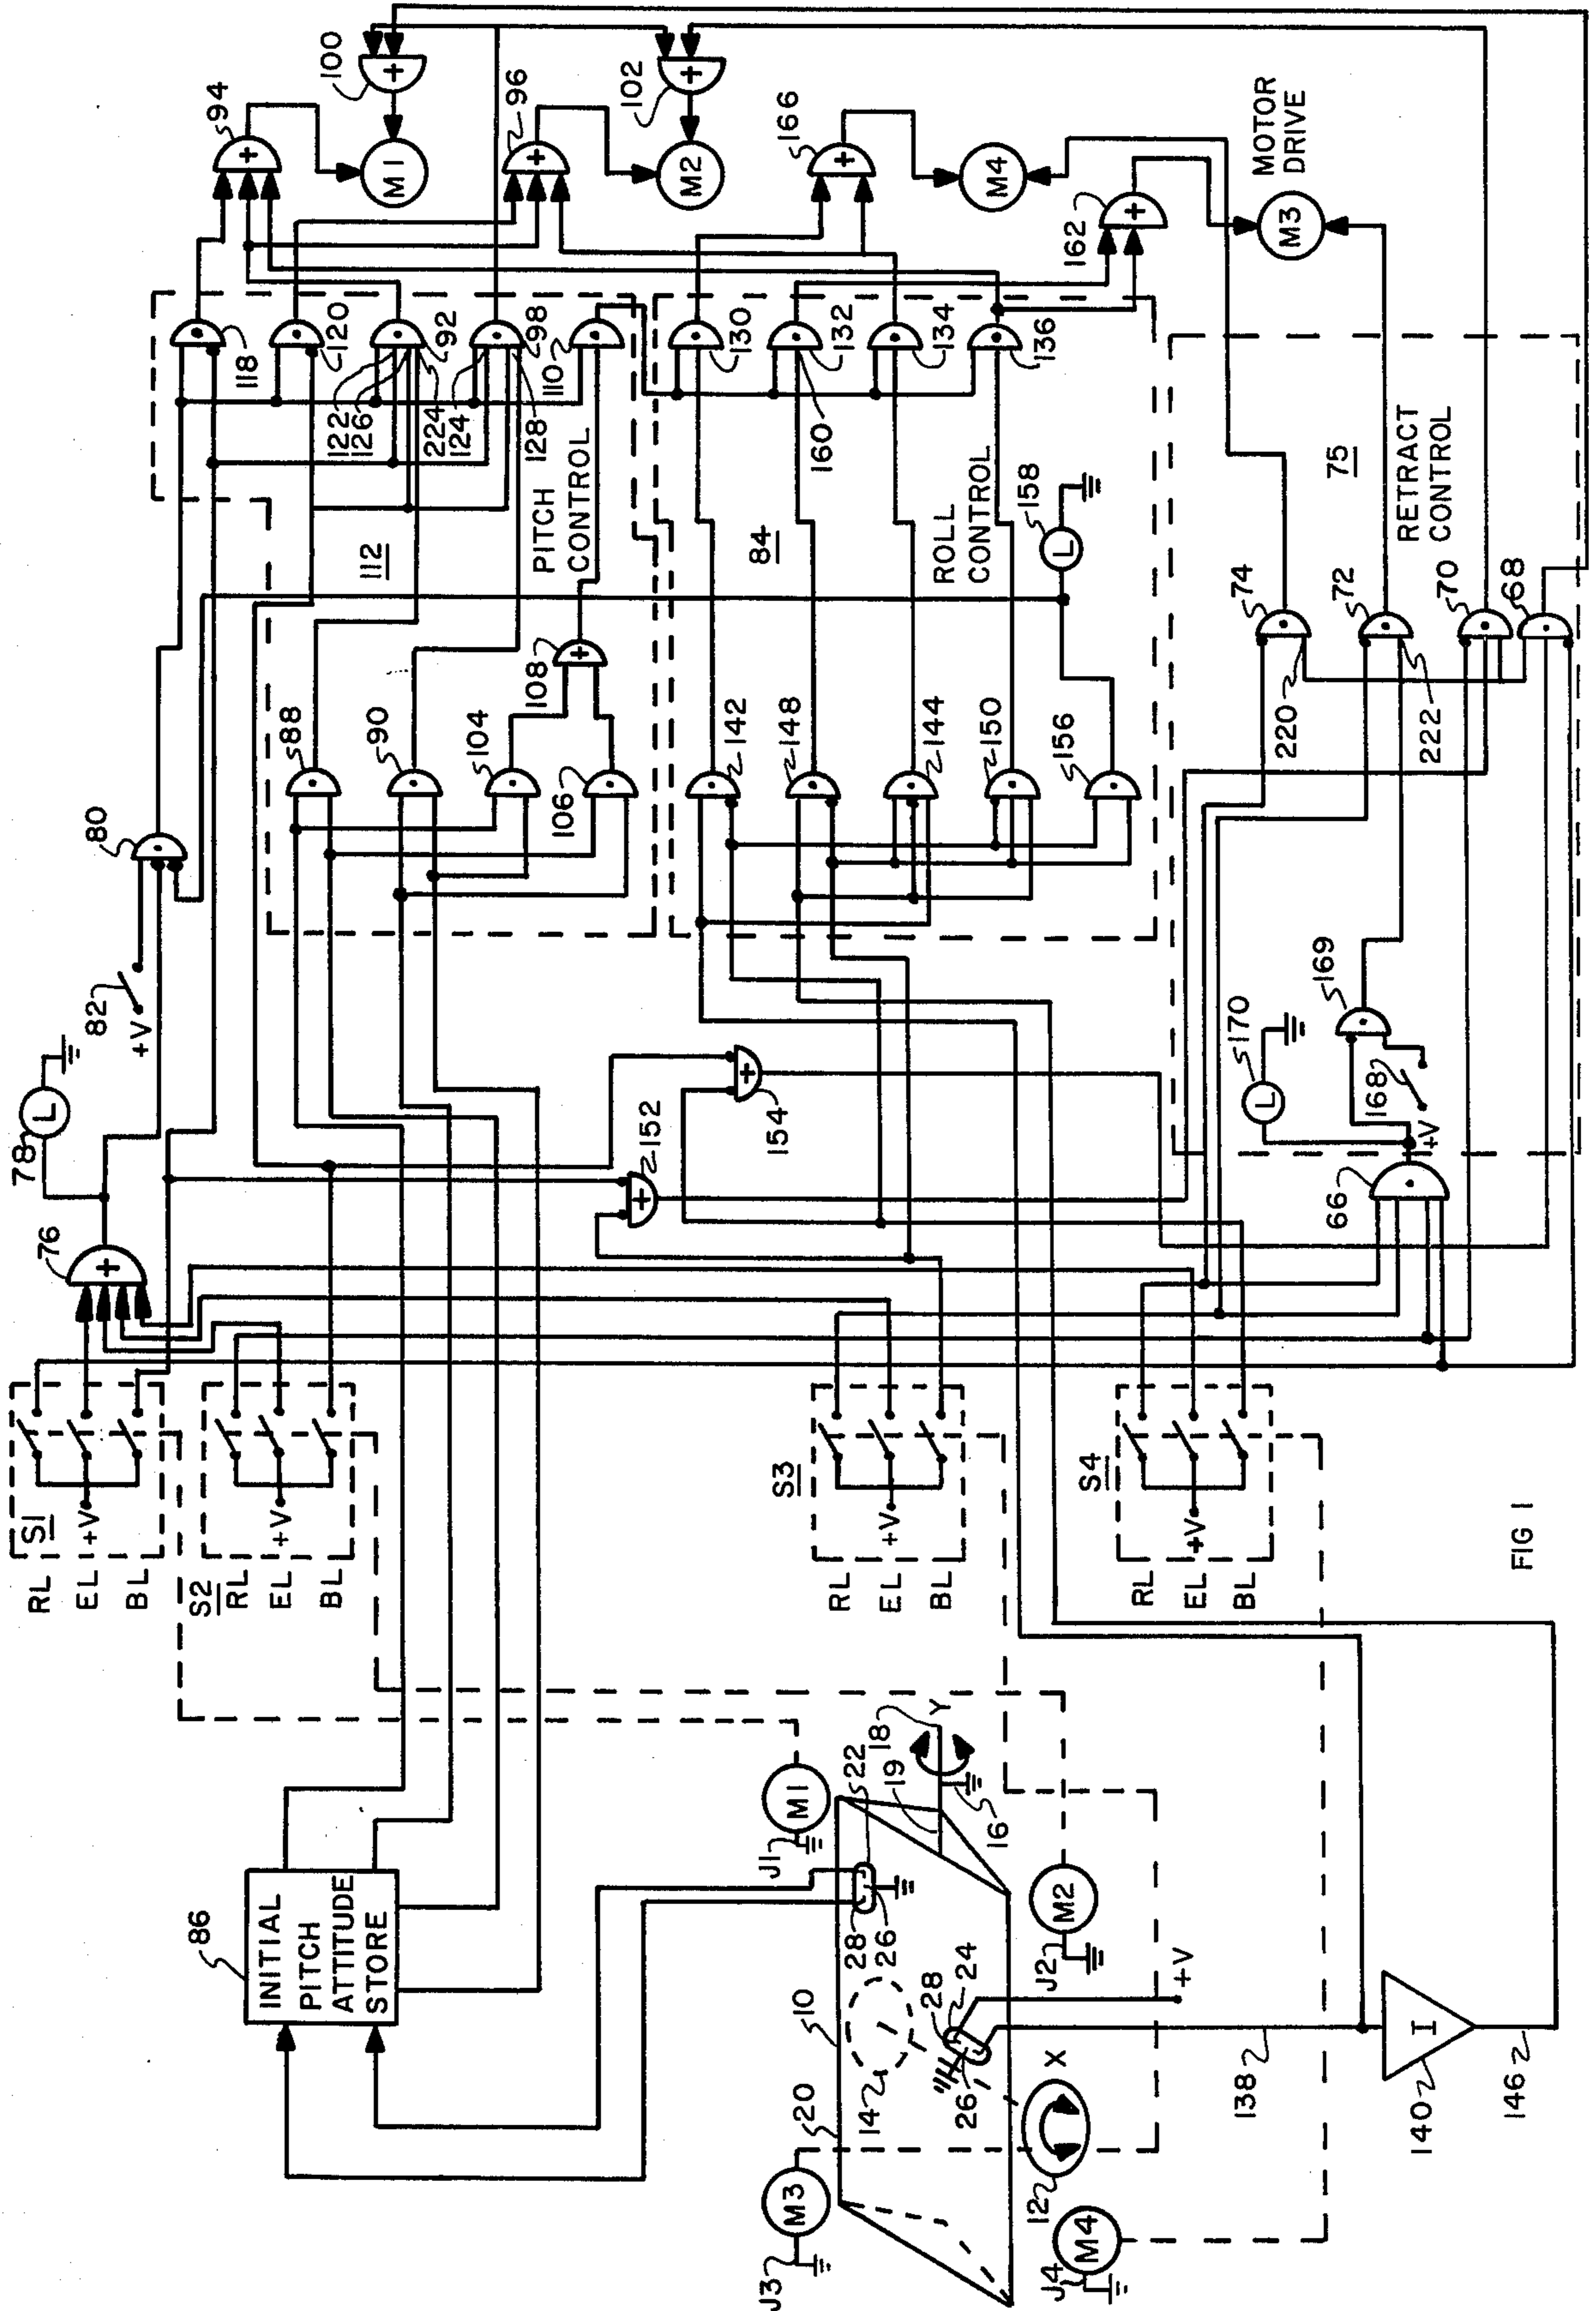 100
94
M1
96
102
M2
166
M4
162
MOTOR
DRIVE
M3
118
120
122
126
92
224
124
98
128
110
130
132
134
136
160
112
PITCH
CONTROL
84
ROLL
CONTROL
158
L
75
RETRACT
CONTROL
80
88
90
104
106
108
142
148
144
150
156
74
72
70
68
220
222
82
+V
78
L
152
154
170
L
169
168
+V
66
76
RL
S1
EL
+V
BL
S2
RL
EL
+V
BL
S3
RL
EL
+V
BL
S4
RL
EL
+V
BL
FIG 1
86
INITIAL
PITCH
ATTITUDE
STORE
J1
M1
22
19
18
Y
16
28
26
J2
M2
10
20
14
28
24
26
+V
X
12
J3
M3
J4
M4
138
140
I
146